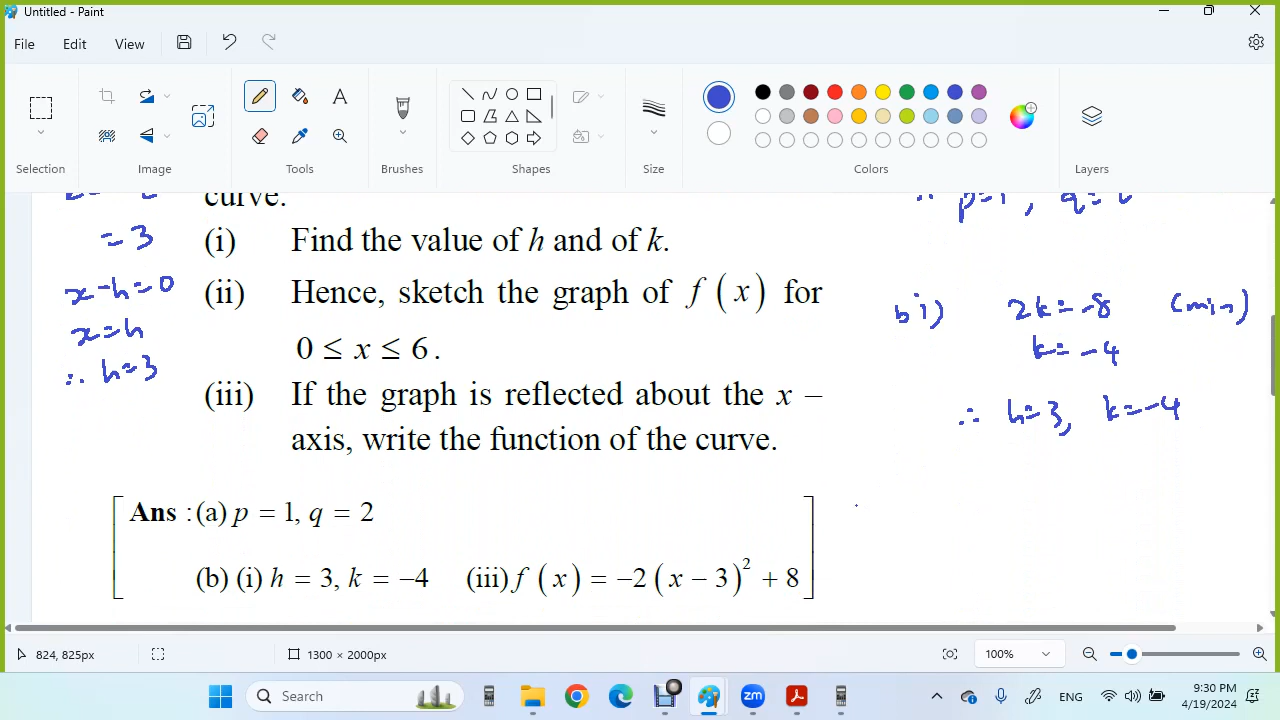 Untitled - Paint
File Edit View
Selection Image Tools Brushes Shapes Size Colors Layers
curve.
= 3
(i) Find the value of h and of k.
x - h = 0
(ii) Hence, sketch the graph of f(x) for
x = h
0 ≤ x ≤ 6.
∴ h = 3
(iii) If the graph is reflected about the x –
axis, write the function of the curve.
∴ p = 1, q = 2
b i) 2k = -8 (min)
k = -4
∴ h = 3, k = -4
Ans : (a) p = 1, q = 2
(b) (i) h = 3, k = −4 (iii) f(x) = −2(x − 3)² + 8
824, 825px
1300 × 2000px
100%
Search
ENG
9:30 PM
4/19/2024